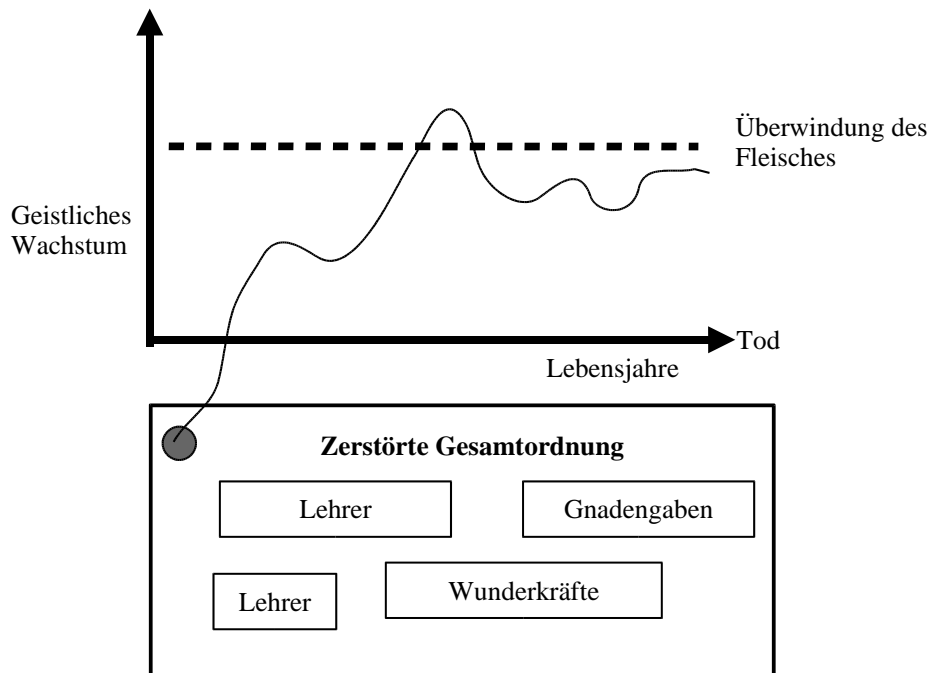 Überwindung des
Fleisches
Geistliches
Wachstum
Tod
Lebensjahre
Zerstörte Gesamtordnung
Lehrer
Gnadengaben
Lehrer
Wunderkräfte